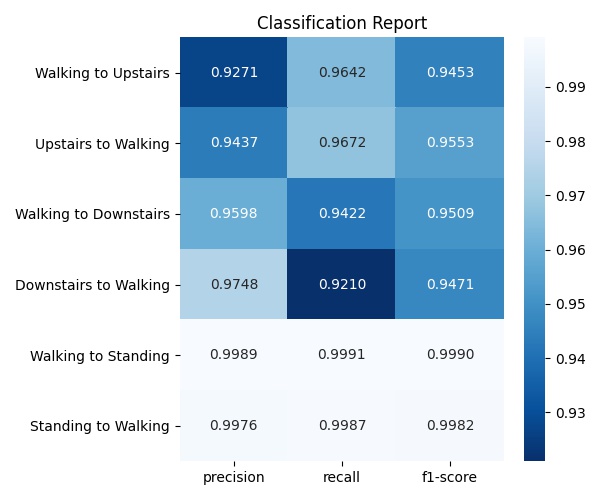 Classification Report
Walking to Upstairs 0.9271 0.9642 0.9453
Upstairs to Walking 0.9437 0.9672 0.9553
Walking to Downstairs 0.9598 0.9422 0.9509
Downstairs to Walking 0.9748 0.9210 0.9471
Walking to Standing 0.9989 0.9991 0.9990
Standing to Walking 0.9976 0.9987 0.9982
precision recall f1-score
0.99
0.98
0.97
0.96
0.95
0.94
0.93